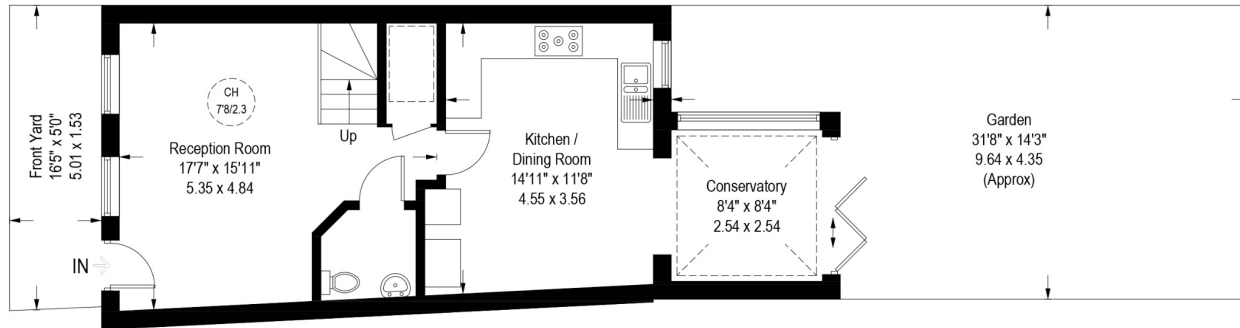 Front Yard
16'5" x 5'0"
5.01 x 1.53
CH
7'8/2.3
Reception Room
17'7" x 15'11"
5.35 x 4.84
IN
Up
Kitchen /
Dining Room
14'11" x 11'8"
4.55 x 3.56
Conservatory
8'4" x 8'4"
2.54 x 2.54
Garden
31'8" x 14'3"
9.64 x 4.35
(Approx)